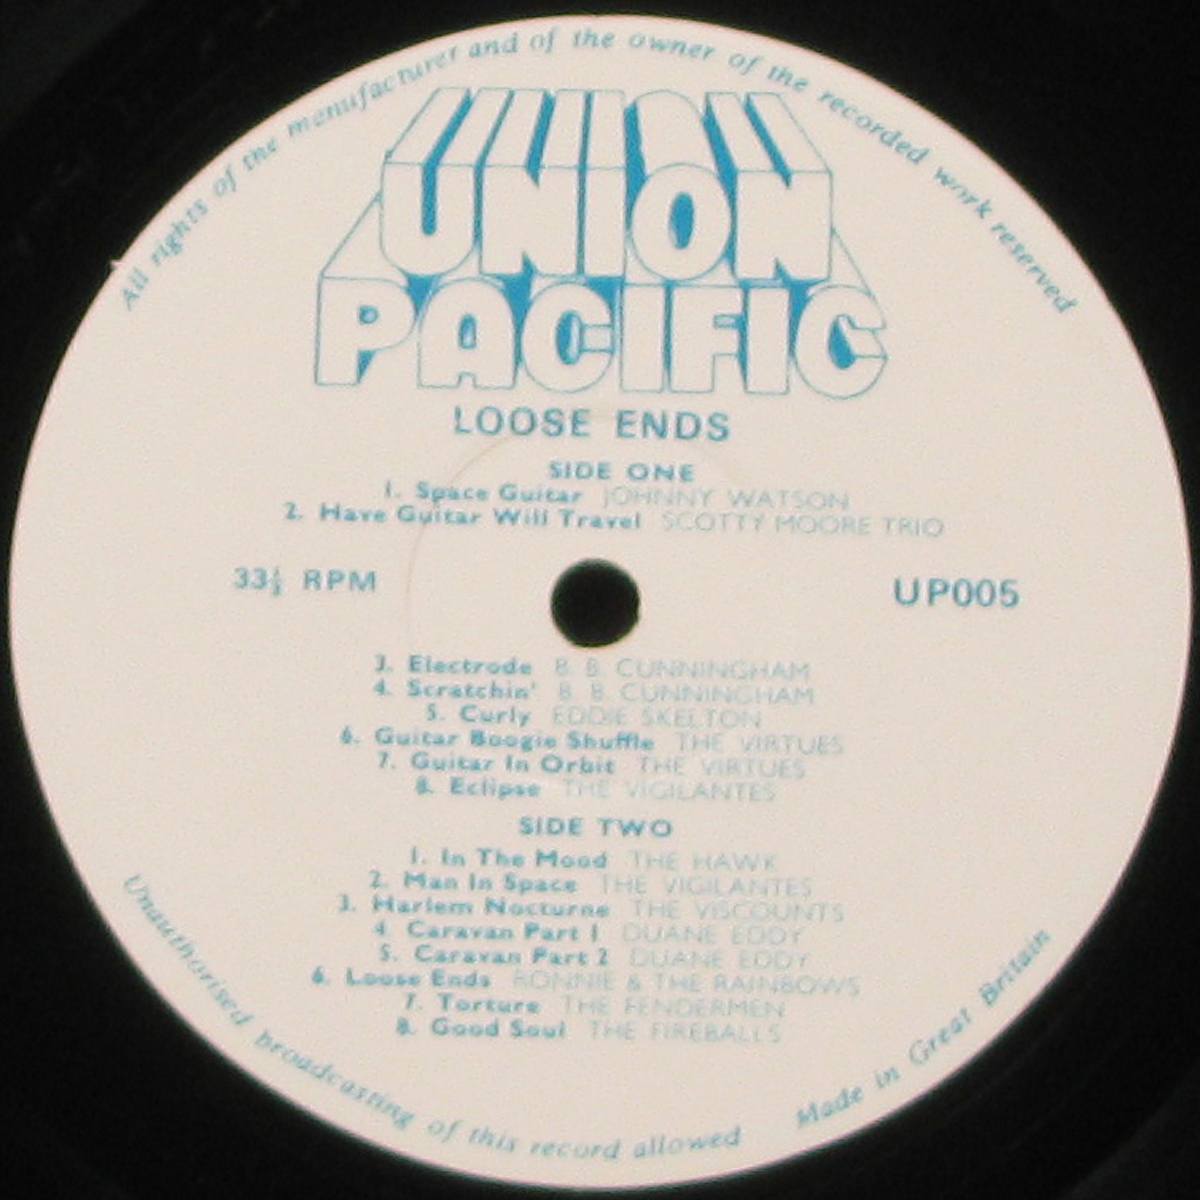 All rights of the manufacturer and of the owner of the recorded work reserved
UNION
PACIFIC
LOOSE ENDS
SIDE ONE
1. Space Guitar JOHNNY WATSON
2. Have Guitar Will Travel SCOTTY MOORE TRIO
33⅓ RPM
UP005
3. Electrode B. B. CUNNINGHAM
4. Scratchin' B. B. CUNNINGHAM
5. Curly EDDIE SKELTON
6. Guitar Boogie Shuffle THE VIRTUES
7. Guitar In Orbit THE VIRTUES
8. Eclipse THE VIGILANTES
SIDE TWO
1. In The Mood THE HAWK
2. Man In Space THE VIGILANTES
3. Harlem Nocturne THE VISCOUNTS
4. Caravan Part 1 DUANE EDDY
5. Caravan Part 2 DUANE EDDY
6. Loose Ends RONNIE & THE RAINBOWS
7. Torture THE FENDERMEN
8. Good Soul THE FIREBALLS
Unauthorised broadcasting of this record allowed
Made in Great Britain